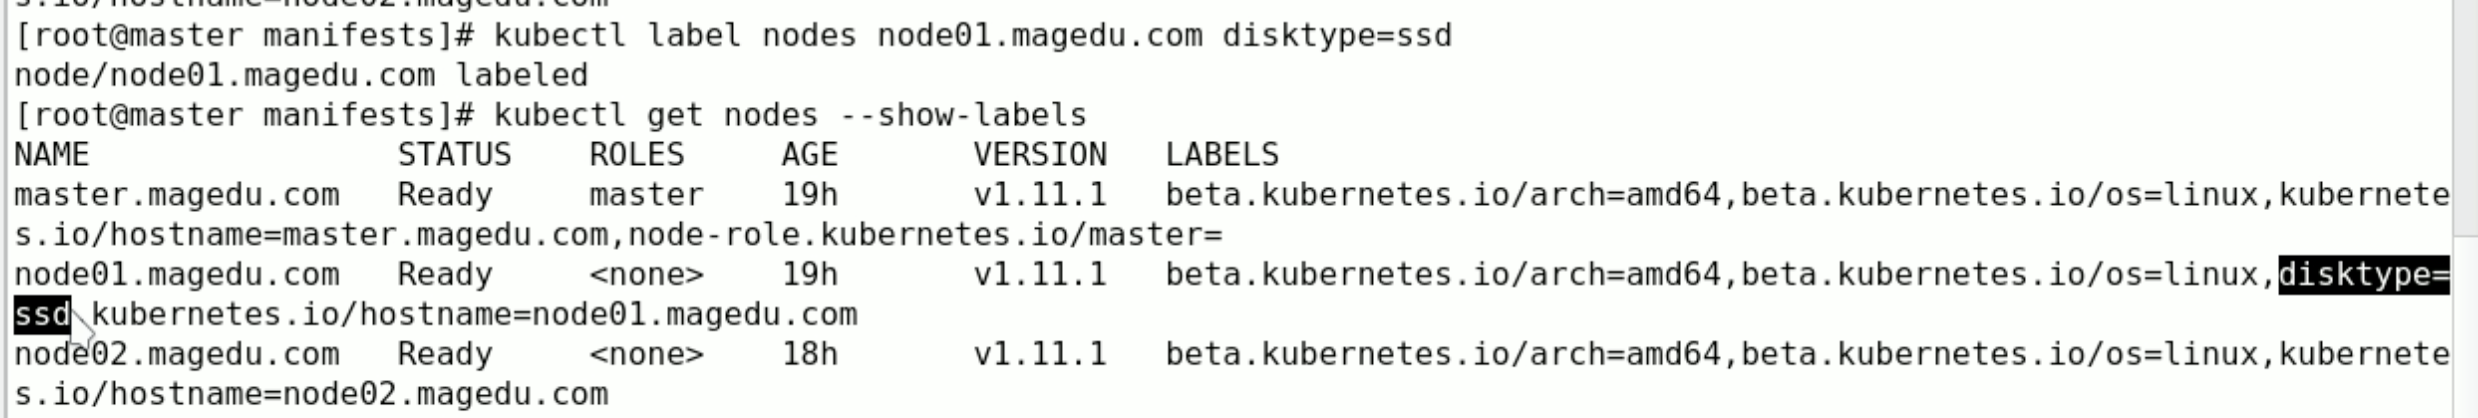 s.io/hostname=node02.magedu.com
[root@master manifests]# kubectl label nodes node01.magedu.com disktype=ssd
node/node01.magedu.com labeled
[root@master manifests]# kubectl get nodes --show-labels
NAME                STATUS    ROLES     AGE       VERSION   LABELS
master.magedu.com   Ready     master    19h       v1.11.1   beta.kubernetes.io/arch=amd64,beta.kubernetes.io/os=linux,kubernete
s.io/hostname=master.magedu.com,node-role.kubernetes.io/master=
node01.magedu.com   Ready     <none>    19h       v1.11.1   beta.kubernetes.io/arch=amd64,beta.kubernetes.io/os=linux,disktype=
ssd,kubernetes.io/hostname=node01.magedu.com
node02.magedu.com   Ready     <none>    18h       v1.11.1   beta.kubernetes.io/arch=amd64,beta.kubernetes.io/os=linux,kubernete
s.io/hostname=node02.magedu.com